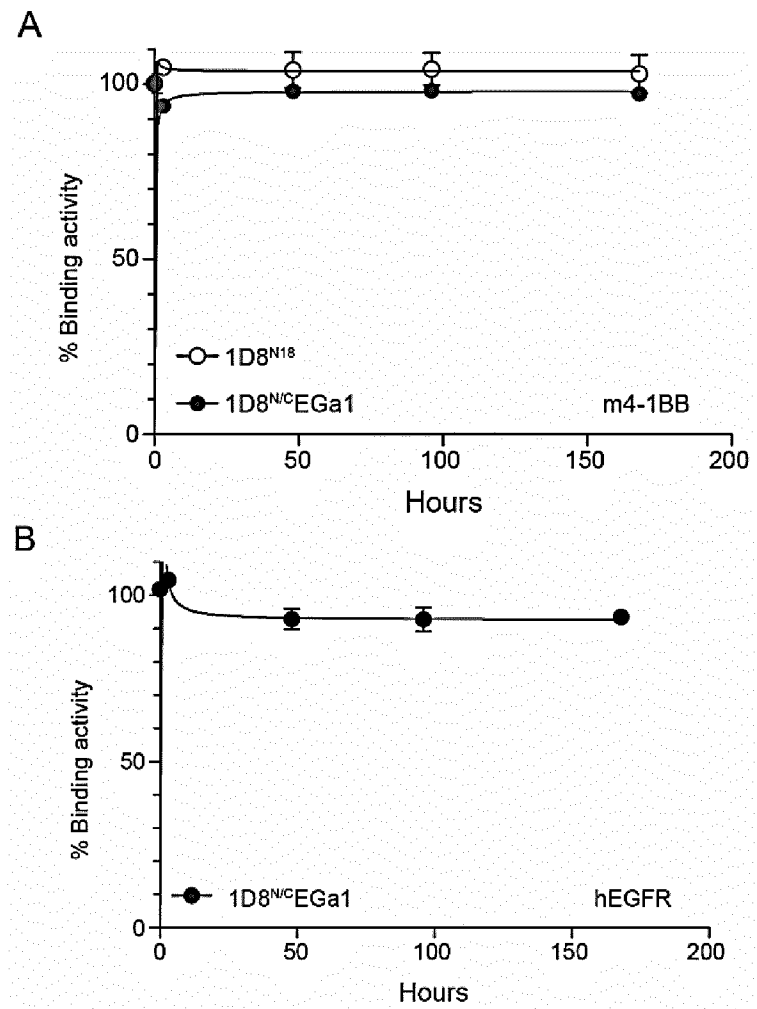 A
% Binding activity
100
50
0
1D8ᴺ¹⁸
1D8ᴺ/ꟲEGa1
m4-1BB
0 50 100 150 200
Hours
B
% Binding activity
100
50
0
1D8ᴺ/ꟲEGa1
hEGFR
0 50 100 150 200
Hours